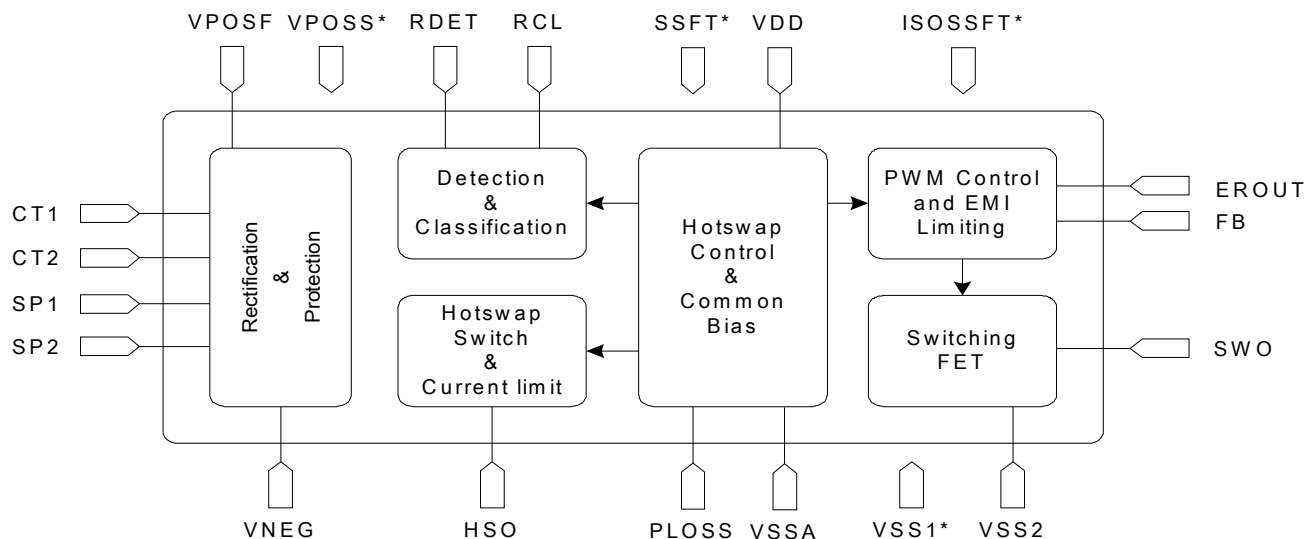 VPOSF VPOSS* RDET RCL SSFT* VDD ISOSSFT*
CT1
CT2
SP1
SP2
Rectification
&
Protection
Detection
&
Classification
Hotswap
Switch
&
Current limit
Hotswap
Control
&
Common
Bias
PWM Control
and EMI
Limiting
Switching
FET
EROUT
FB
SWO
VNEG HSO PLOSS VSSA VSS1* VSS2